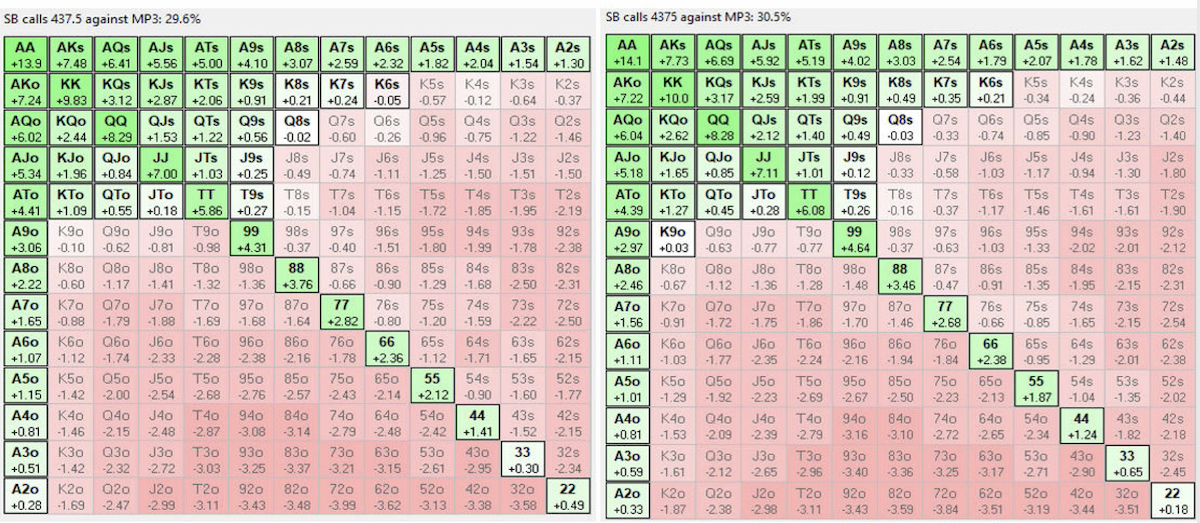 SB calls 437.5 against MP3: 29.6%
AA AKs AQs AJs ATs A9s A8s A7s A6s A5s A4s A3s A2s
+13.9 +7.48 +6.41 +5.56 +5.00 +4.10 +3.07 +2.59 +2.32 +1.82 +2.04 +1.54 +1.30
AKo KK KQs KJs KTs K9s K8s K7s K6s K5s K4s K3s K2s
+7.24 +9.83 +3.12 +2.87 +2.06 +0.91 +0.21 +0.24 -0.05 -0.57 -0.12 -0.64 -0.37
AQo KQo QQ QJs QTs Q9s Q8s Q7s Q6s Q5s Q4s Q3s Q2s
+6.02 +2.44 +8.29 +1.53 +1.22 +0.56 -0.02 -0.60 -0.26 -0.96 -0.75 -1.22 -1.46
AJo KJo QJo JJ JTs J9s J8s J7s J6s J5s J4s J3s J2s
+5.34 +1.96 +0.84 +7.00 +1.03 +0.25 -0.49 -0.74 -1.11 -1.25 -1.50 -1.51 -1.50
ATo KTo QTo JTo TT T9s T8s T7s T6s T5s T4s T3s T2s
+4.41 +1.09 +0.55 +0.18 +5.86 +0.27 -0.15 -1.04 -1.15 -1.72 -1.85 -1.95 -2.19
A9o K9o Q9o J9o T9o 99 98s 97s 96s 95s 94s 93s 92s
+3.06 -0.10 -0.62 -0.81 -0.98 +4.31 -0.37 -0.40 -1.51 -1.80 -1.99 -1.78 -2.38
A8o K8o Q8o J8o T8o 98o 88 87s 86s 85s 84s 83s 82s
+2.22 -0.60 -1.17 -1.41 -1.32 -1.36 +3.76 -0.66 -0.90 -1.29 -1.68 -2.50 -2.31
A7o K7o Q7o J7o T7o 97o 87o 77 76s 75s 74s 73s 72s
+1.65 -0.88 -1.79 -1.88 -1.69 -1.68 -1.64 +2.82 -0.80 -1.20 -1.59 -2.22 -2.50
A6o K6o Q6o J6o T6o 96o 86o 76o 66 65s 64s 63s 62s
+1.07 -1.12 -1.74 -2.33 -2.28 -2.38 -2.16 -1.78 +2.36 -1.12 -1.71 -1.65 -2.15
A5o K5o Q5o J5o T5o 95o 85o 75o 65o 55 54s 53s 52s
+1.15 -1.42 -2.00 -2.54 -2.68 -2.76 -2.57 -2.43 -2.14 +2.12 -0.90 -1.60 -1.77
A4o K4o Q4o J4o T4o 94o 84o 74o 64o 54o 44 43s 42s
+0.81 -1.46 -2.15 -2.48 -2.87 -3.08 -3.14 -2.79 -2.48 -2.42 +1.41 -1.52 -2.15
A3o K3o Q3o J3o T3o 93o 83o 73o 63o 53o 43o 33 32s
+0.51 -1.42 -2.32 -2.72 -3.03 -3.25 -3.37 -3.21 -3.15 -2.61 -2.95 +0.30 -2.34
A2o K2o Q2o J2o T2o 92o 82o 72o 62o 52o 42o 32o 22
+0.28 -1.69 -2.47 -2.99 -3.11 -3.43 -3.48 -3.99 -3.62 -3.13 -3.38 -3.58 +0.49
SB calls 4375 against MP3: 30.5%
AA AKs AQs AJs ATs A9s A8s A7s A6s A5s A4s A3s A2s
+14.1 +7.73 +6.69 +5.92 +5.19 +4.02 +3.03 +2.54 +1.79 +2.07 +1.78 +1.62 +1.48
AKo KK KQs KJs KTs K9s K8s K7s K6s K5s K4s K3s K2s
+7.22 +10.0 +3.17 +2.59 +1.99 +0.91 +0.49 +0.35 +0.21 -0.34 -0.24 -0.36 -0.44
AQo KQo QQ QJs QTs Q9s Q8s Q7s Q6s Q5s Q4s Q3s Q2s
+6.04 +2.62 +8.28 +2.12 +1.40 +0.49 -0.03 -0.33 -0.74 -0.85 -0.90 -1.23 -1.40
AJo KJo QJo JJ JTs J9s J8s J7s J6s J5s J4s J3s J2s
+5.18 +1.65 +0.85 +7.11 +1.01 +0.12 -0.33 -0.58 -1.03 -1.17 -0.94 -1.30 -1.80
ATo KTo QTo JTo TT T9s T8s T7s T6s T5s T4s T3s T2s
+4.39 +1.27 +0.45 +0.28 +6.08 +0.26 -0.16 -0.37 -1.17 -1.46 -1.61 -1.61 -1.90
A9o K9o Q9o J9o T9o 99 98s 97s 96s 95s 94s 93s 92s
+2.97 +0.03 -0.63 -0.77 -0.77 +4.64 -0.37 -0.63 -1.03 -1.33 -2.02 -2.01 -2.12
A8o K8o Q8o J8o T8o 98o 88 87s 86s 85s 84s 83s 82s
+2.46 -0.67 -1.12 -1.36 -1.28 -1.48 +3.46 -0.47 -0.91 -1.35 -1.95 -2.15 -2.31
A7o K7o Q7o J7o T7o 97o 87o 77 76s 75s 74s 73s 72s
+1.56 -0.91 -1.72 -1.75 -1.86 -1.70 -1.46 +2.68 -0.66 -0.85 -1.65 -2.15 -2.54
A6o K6o Q6o J6o T6o 96o 86o 76o 66 65s 64s 63s 62s
+1.11 -1.03 -1.77 -2.35 -2.24 -2.16 -1.94 -1.84 +2.38 -0.95 -1.29 -2.01 -2.38
A5o K5o Q5o J5o T5o 95o 85o 75o 65o 55 54s 53s 52s
+1.01 -1.29 -1.92 -2.23 -2.69 -2.67 -2.50 -2.23 -2.13 +1.87 -1.04 -1.35 -2.02
A4o K4o Q4o J4o T4o 94o 84o 74o 64o 54o 44 43s 42s
+0.81 -1.53 -2.09 -2.39 -2.79 -3.16 -3.10 -2.72 -2.65 -2.34 +1.24 -1.82 -2.18
A3o K3o Q3o J3o T3o 93o 83o 73o 63o 53o 43o 33 32s
+0.59 -1.61 -2.12 -2.65 -2.96 -3.40 -3.36 -3.25 -3.17 -2.71 -2.90 +0.65 -2.45
A2o K2o Q2o J2o T2o 92o 82o 72o 62o 52o 42o 32o 22
+0.33 -1.87 -2.38 -2.98 -3.11 -3.43 -3.59 -3.84 -3.51 -3.19 -3.44 -3.51 +0.18